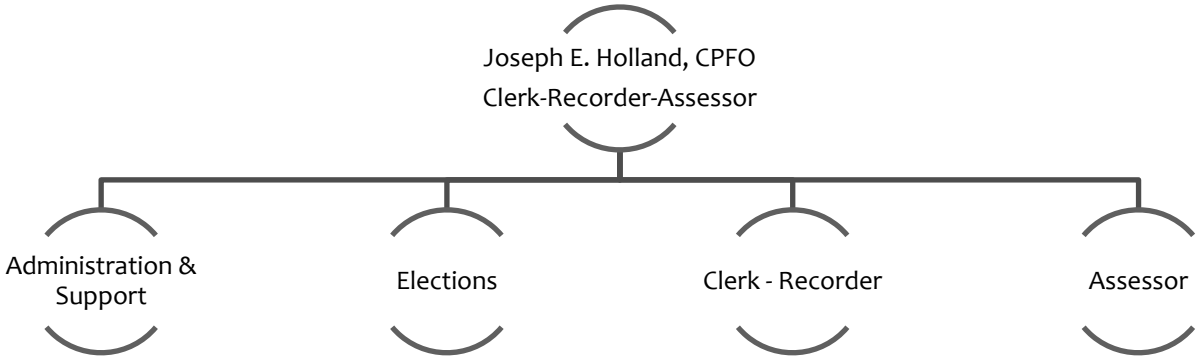 Joseph E. Holland, CPFO
Clerk-Recorder-Assessor
Administration &
Support
Elections
Clerk - Recorder
Assessor